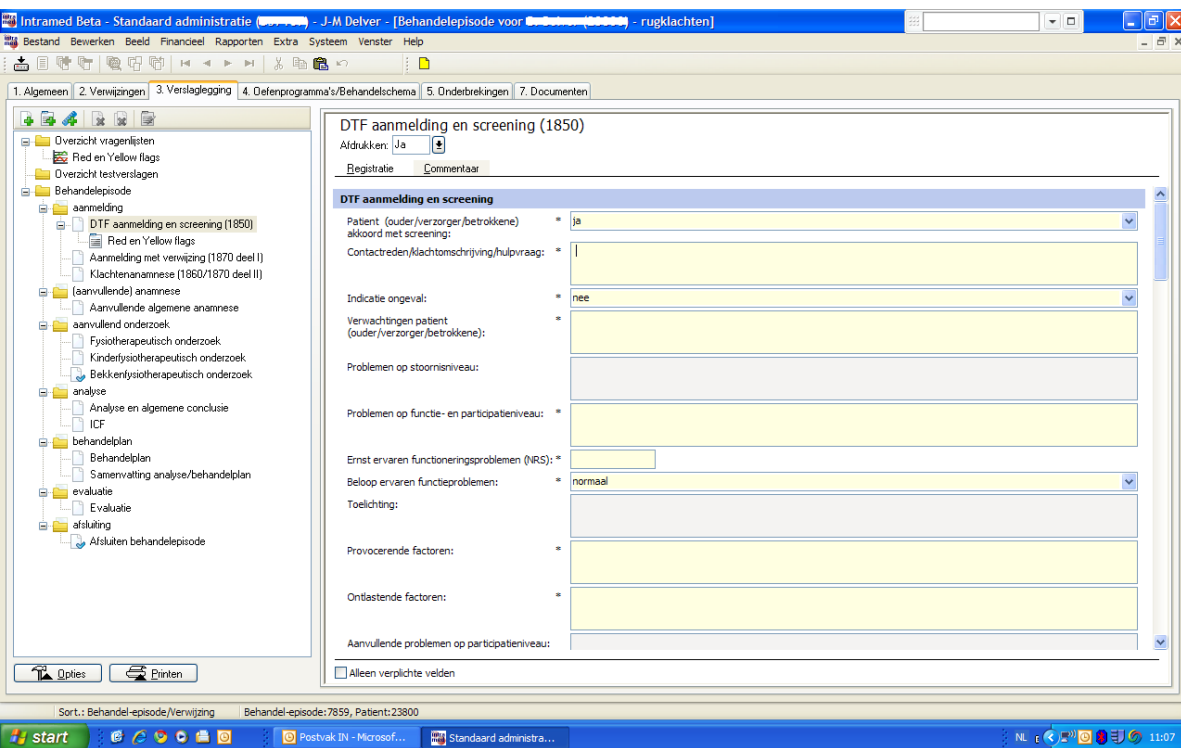 Intramed Beta - Standaard administratie ( ) - J-M Delver - [Behandelepisode voor - rugklachten]
Bestand Bewerken Beeld Financieel Rapporten Extra Systeem Venster Help
1. Algemeen 2. Verwijzingen 3. Verslaglegging 4. Oefenprogramma's/Behandelschema 5. Onderbrekingen 7. Documenten
Overzicht vragenlijsten
Red en Yellow flags
Overzicht testverslagen
Behandelepisode
aanmelding
DTF aanmelding en screening (1850)
Red en Yellow flags
Aanmelding met verwijzing (1870 deel I)
Klachtenanamnese (1860/1870 deel II)
(aanvullende) anamnese
Aanvullende algemene anamnese
aanvullend onderzoek
Fysiotherapeutisch onderzoek
Kinderfysiotherapeutisch onderzoek
Bekkenfysiotherapeutisch onderzoek
analyse
Analyse en algemene conclusie
ICF
behandelplan
Behandelplan
Samenvatting analyse/behandelplan
evaluatie
Evaluatie
afsluiting
Afsluiten behandelepisode
Opties Printen
DTF aanmelding en screening (1850)
Afdrukken: Ja
Registratie Commentaar
DTF aanmelding en screening
Patient (ouder/verzorger/betrokkene) * ja
akkoord met screening:
Contactreden/klachtomschrijving/hulpvraag: *
Indicatie ongeval: * nee
Verwachtingen patient *
(ouder/verzorger/betrokkene):
Problemen op stoornisniveau:
Problemen op functie- en participatieniveau: *
Ernst ervaren functioneringsproblemen (NRS): *
Beloop ervaren functieproblemen: * normaal
Toelichting:
Provocerende factoren: *
Ontlastende factoren: *
Aanvullende problemen op participatieniveau:
Alleen verplichte velden
Sort.: Behandel-episode/Verwijzing Behandel-episode:7859, Patient:23800
start Postvak IN - Microsof... Standaard administra... NL 11:07